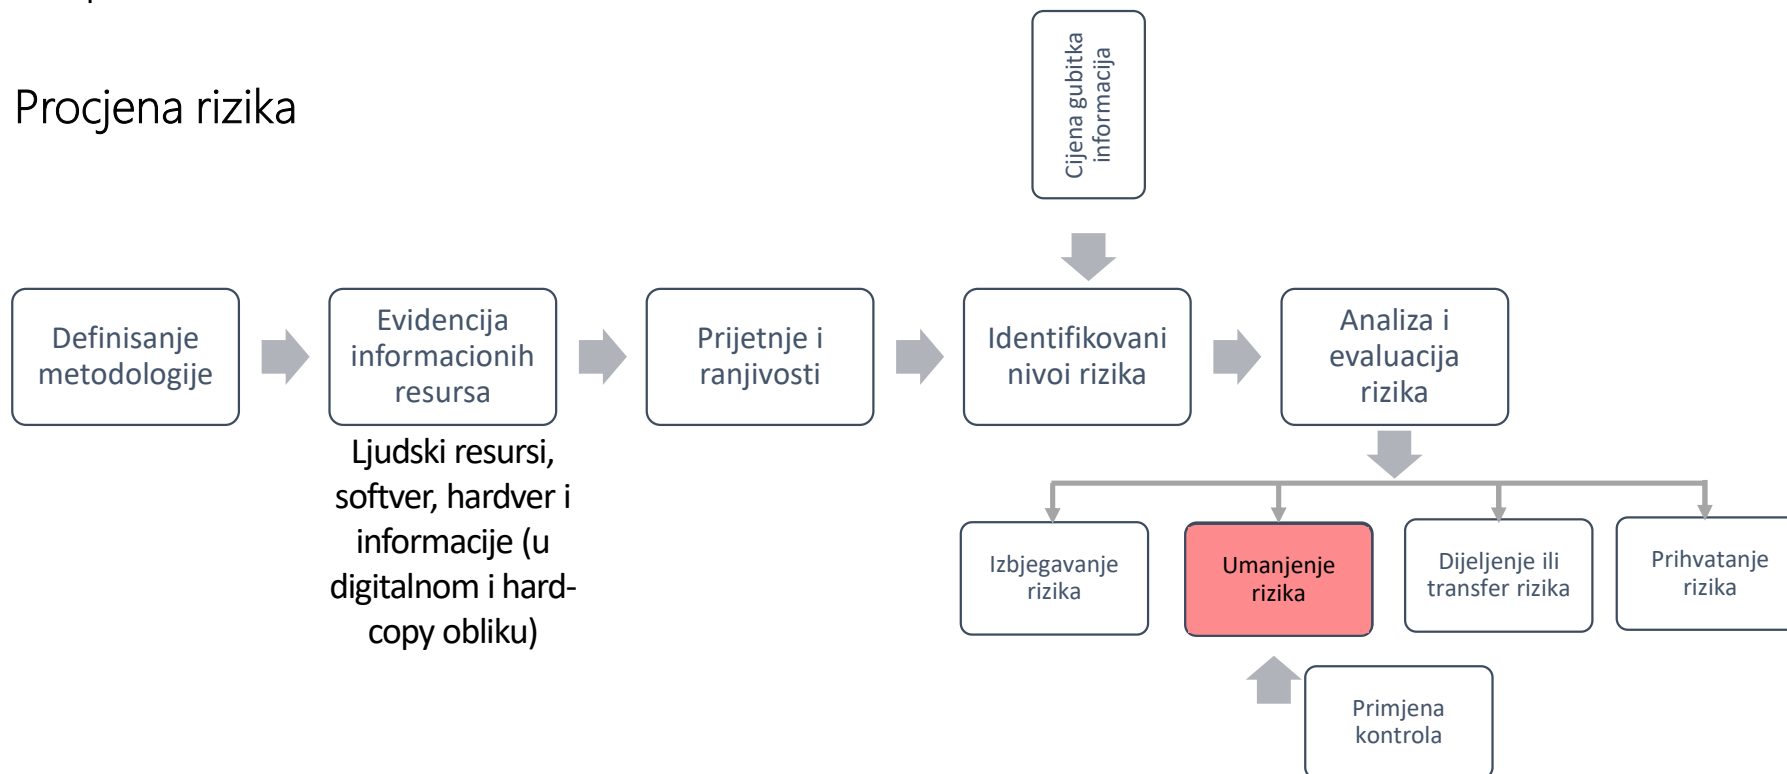 Procjena rizika
Cijena gubitka
informacija
Definisanje
metodologije
Evidencija
informacionih
resursa
Ljudski resursi,
softver, hardver i
informacije (u
digitalnom i hard-
copy obliku)
Prijetnje i
ranjivosti
Identifikovani
nivoi rizika
Analiza i
evaluacija
rizika
Izbjegavanje
rizika
Umanjenje
rizika
Dijeljenje ili
transfer rizika
Prihvatanje
rizika
Primjena
kontrola